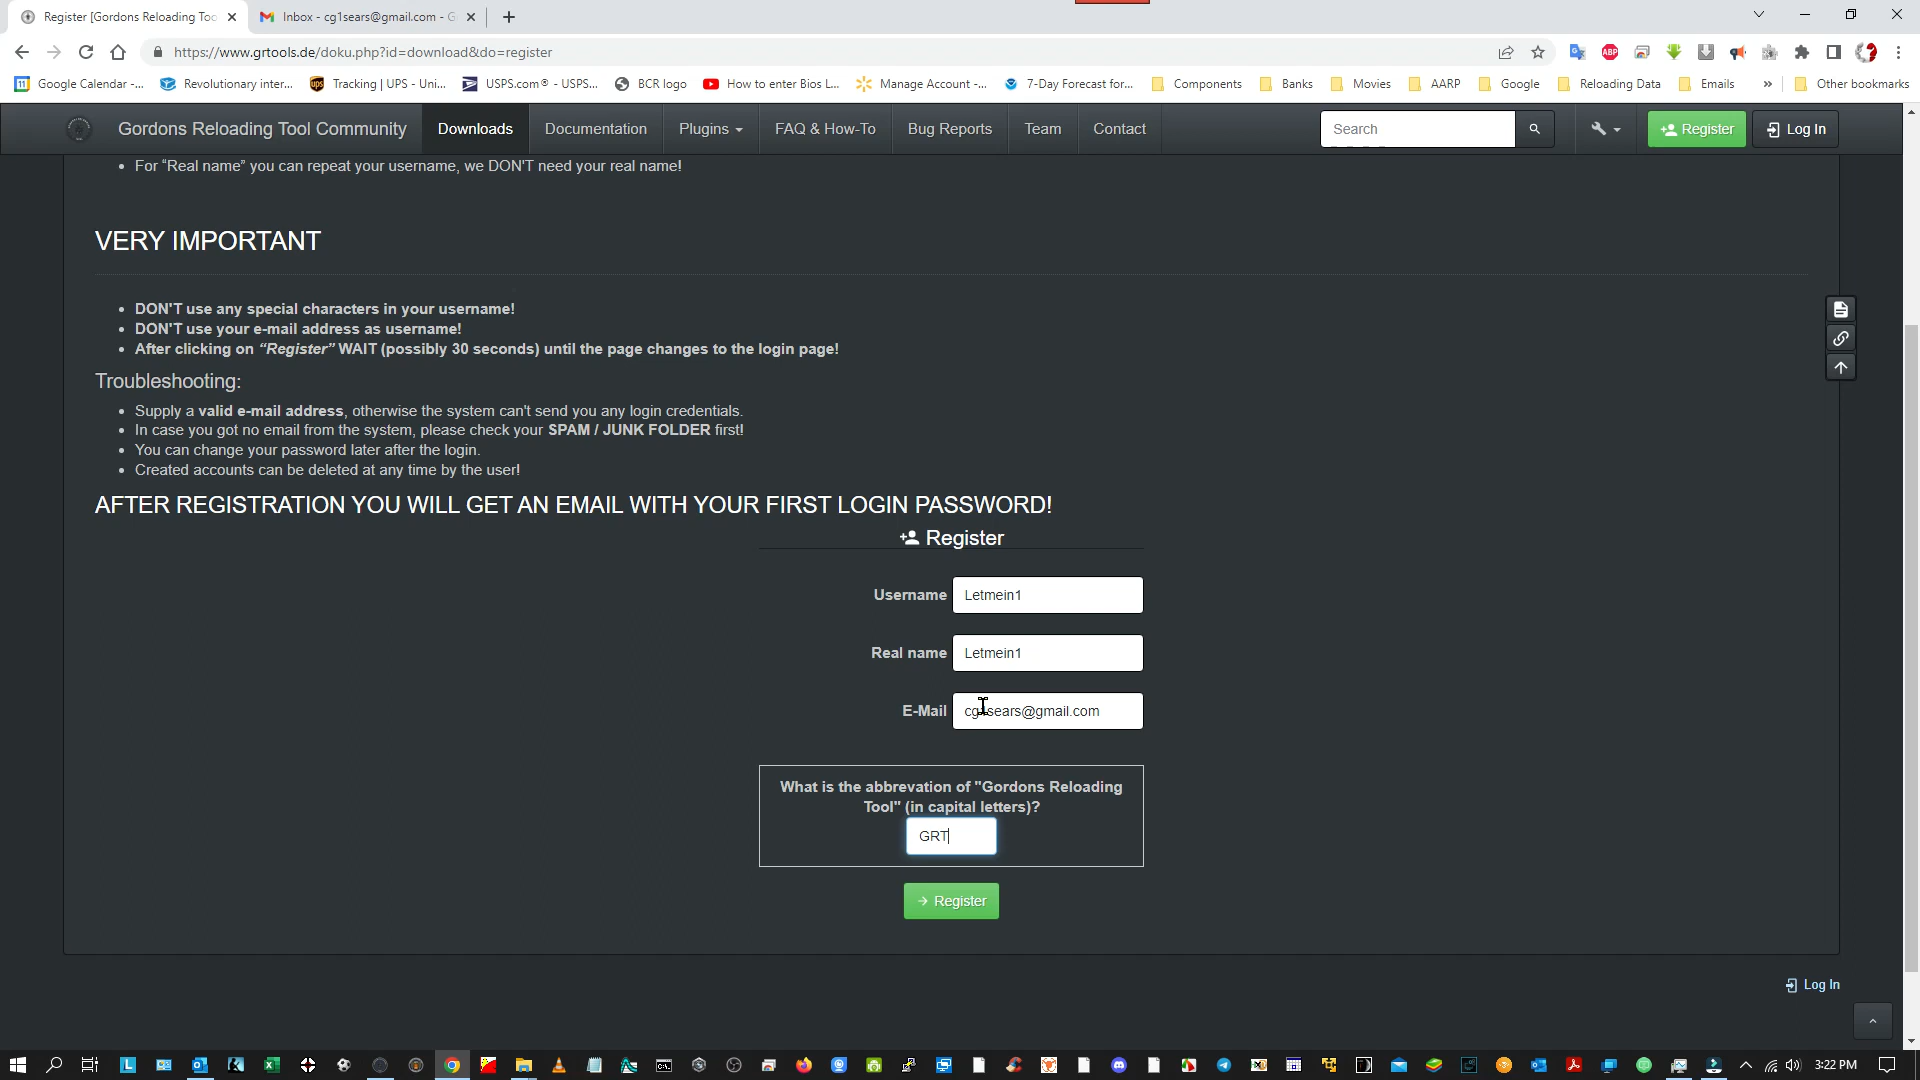 Register [Gordons Reloading Too
Inbox - cg1sears@gmail.com - G
https://www.grtools.de/doku.php?id=download&do=register
Google Calendar -...
Revolutionary inter...
Tracking | UPS - Uni...
USPS.com® - USPS...
BCR logo
How to enter Bios L...
Manage Account -...
7-Day Forecast for...
Components
Banks
Movies
AARP
Google
Reloading Data
Emails
»
Other bookmarks
Gordons Reloading Tool Community
Downloads
Documentation
Plugins
FAQ & How-To
Bug Reports
Team
Contact
Search
Register
Log In
• For “Real name” you can repeat your username, we DON'T need your real name!
VERY IMPORTANT
• DON'T use any special characters in your username!
• DON'T use your e-mail address as username!
• After clicking on “Register” WAIT (possibly 30 seconds) until the page changes to the login page!
Troubleshooting:
• Supply a valid e-mail address, otherwise the system can't send you any login credentials.
• In case you got no email from the system, please check your SPAM / JUNK FOLDER first!
• You can change your password later after the login.
• Created accounts can be deleted at any time by the user!
AFTER REGISTRATION YOU WILL GET AN EMAIL WITH YOUR FIRST LOGIN PASSWORD!
Register
Username Letmein1
Real name Letmein1
E-Mail cg1sears@gmail.com
What is the abbrevation of "Gordons Reloading
Tool" (in capital letters)?
GRT
Register
Log In
3:22 PM